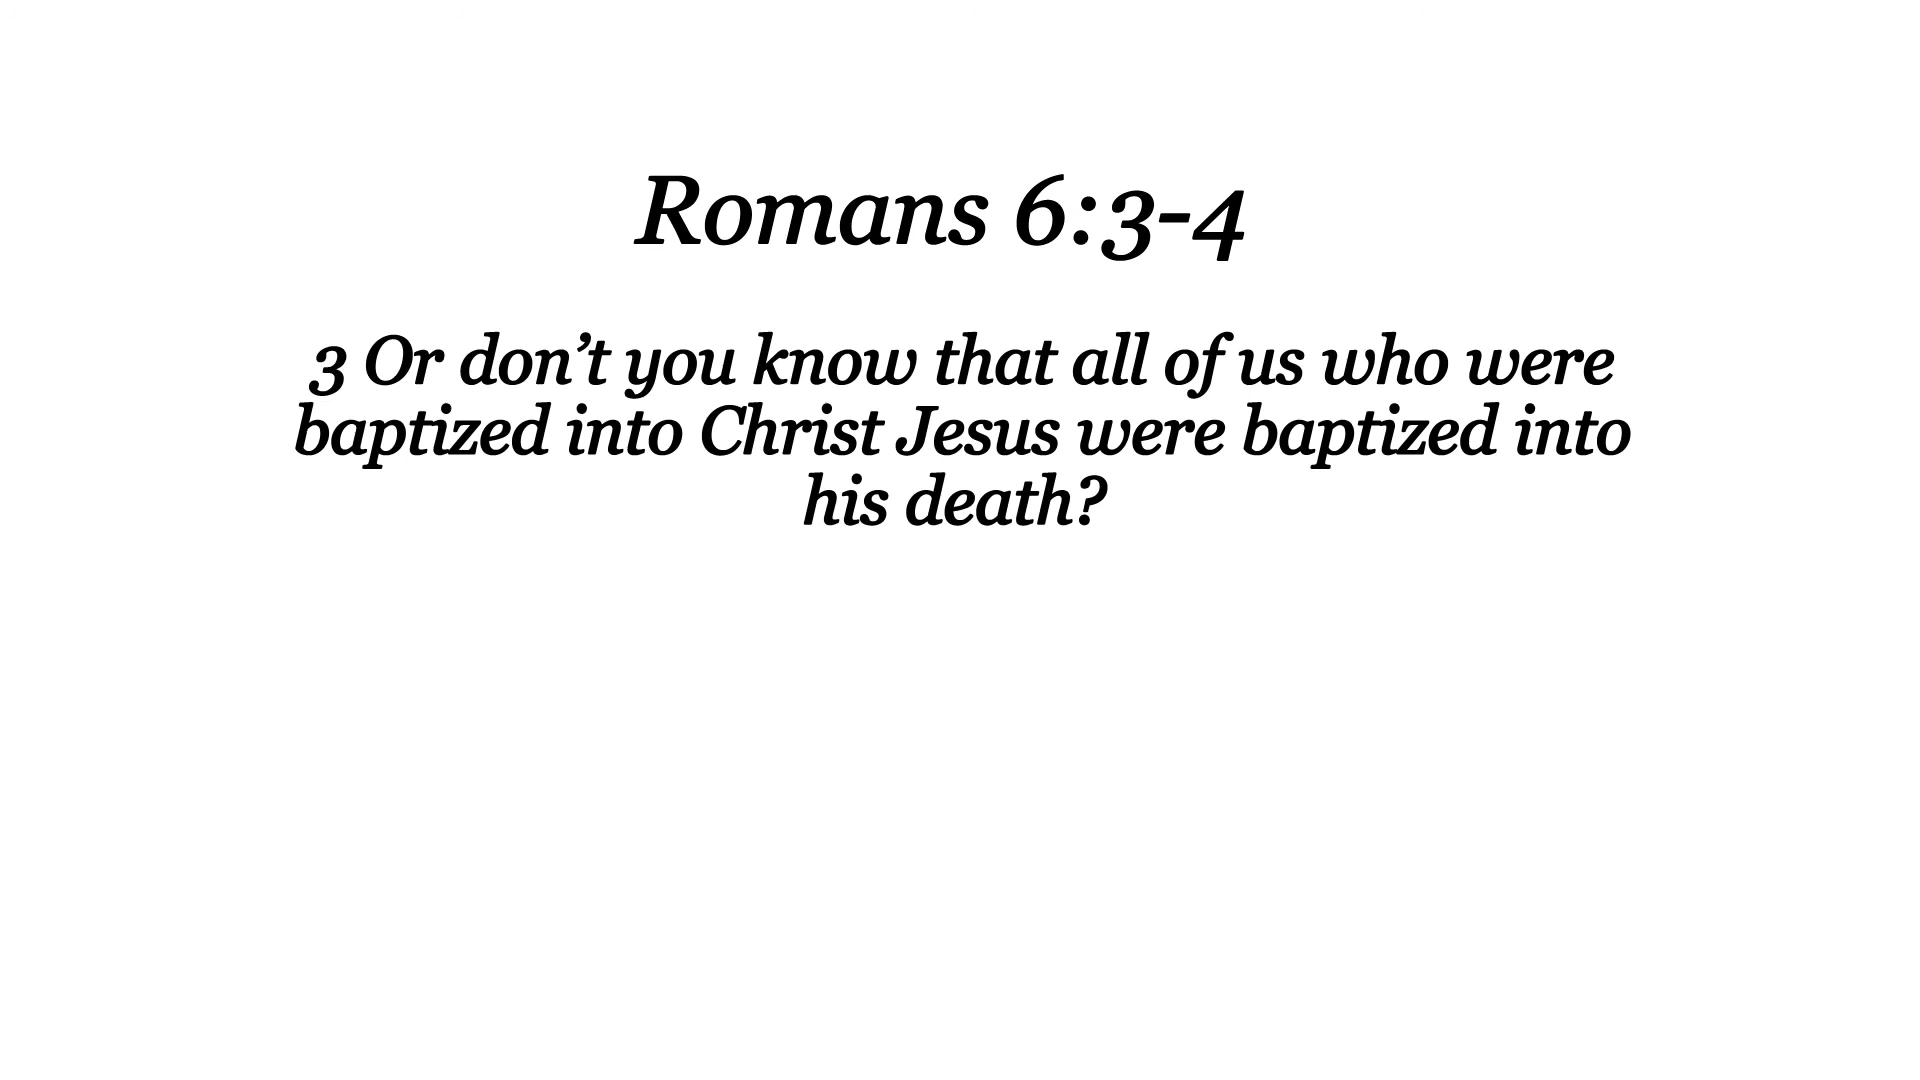 Romans 6:3-4
3 Or don’t you know that all of us who were
baptized into Christ Jesus were baptized into
his death?